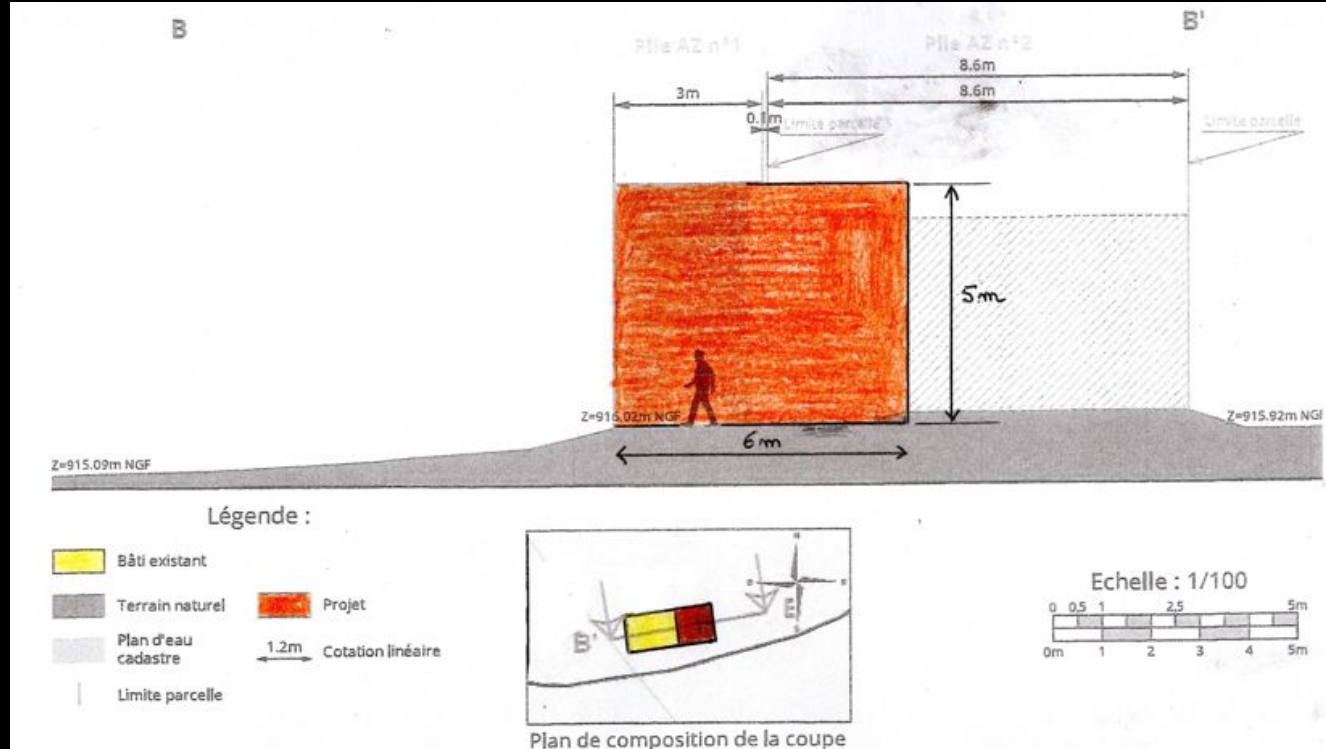 B
B'
Pile AZ n°1
Pile AZ n°2
8.6m
3m
8.6m
0.1m
Limite parcelle
Limite parcelle
5m
Z=916.02m NGF
Z=915.92m NGF
6m
Z=915.09m NGF
Légende :
Bâti existant
Terrain naturel
Projet
Plan d'eau cadastre
1.2m
Cotation linéaire
Limite parcelle
B'
Plan de composition de la coupe
Echelle : 1/100
0 0,5 1 2,5 5m
0m 1 2 3 4 5m